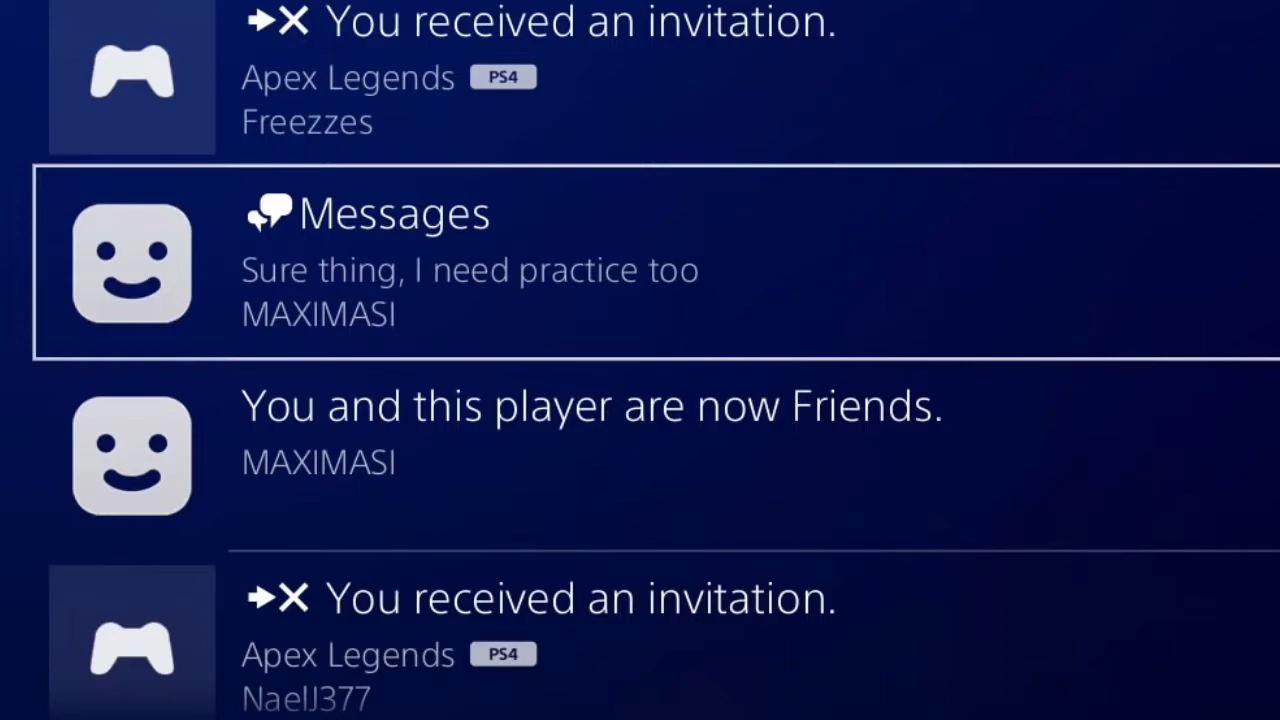 You received an invitation.
Apex Legends PS4
Freezzes
Messages
Sure thing, I need practice too
MAXIMASI
You and this player are now Friends.
MAXIMASI
You received an invitation.
Apex Legends PS4
NaelJ377